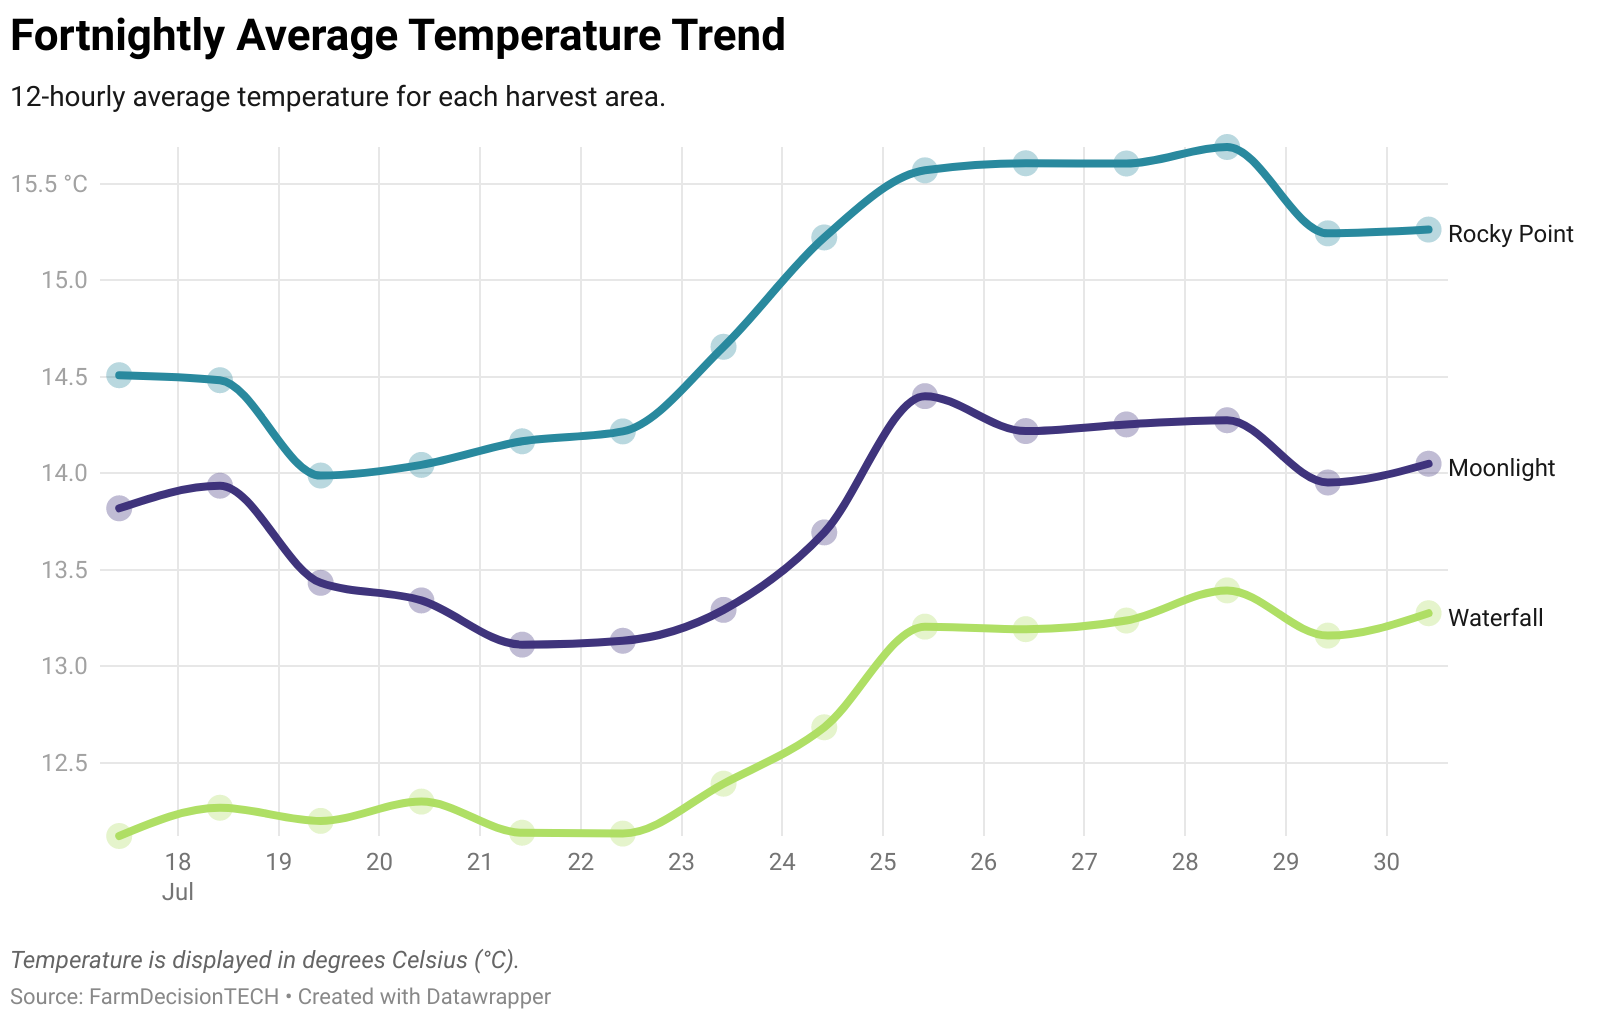 Fortnightly Average Temperature Trend
12-hourly average temperature for each harvest area.
15.5 °C
15.0
14.5
14.0
13.5
13.0
12.5
Rocky Point
Moonlight
Waterfall
18 19 20 21 22 23 24 25 26 27 28 29 30
Jul
Temperature is displayed in degrees Celsius (°C).
Source: FarmDecisionTECH • Created with Datawrapper